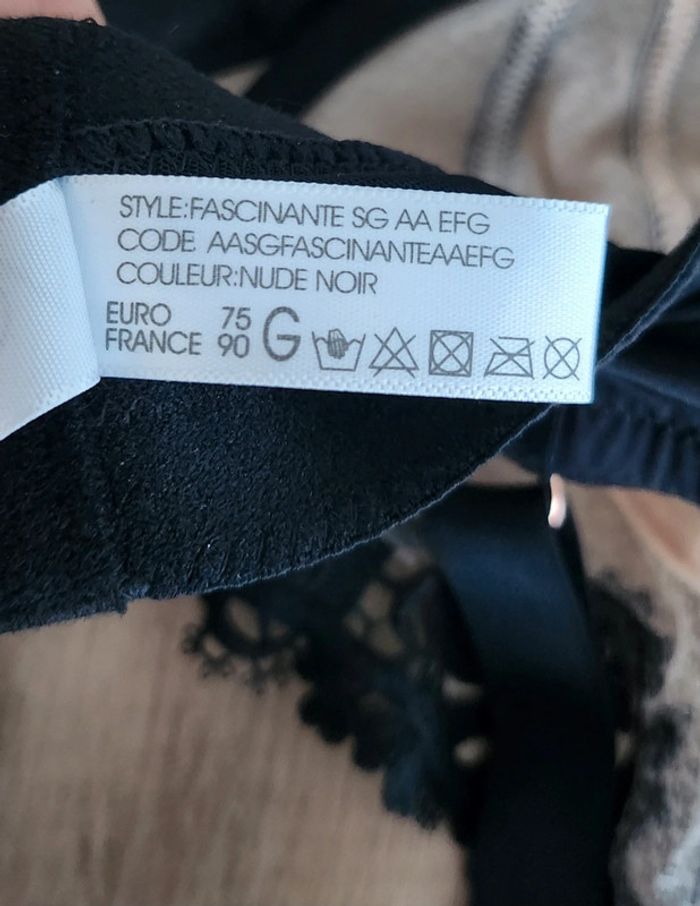 STYLE:FASCINANTE SG AA EFG
CODE AASGFASCINANTEAAEFG
COULEUR:NUDE NOIR
EURO 75 G
FRANCE 90